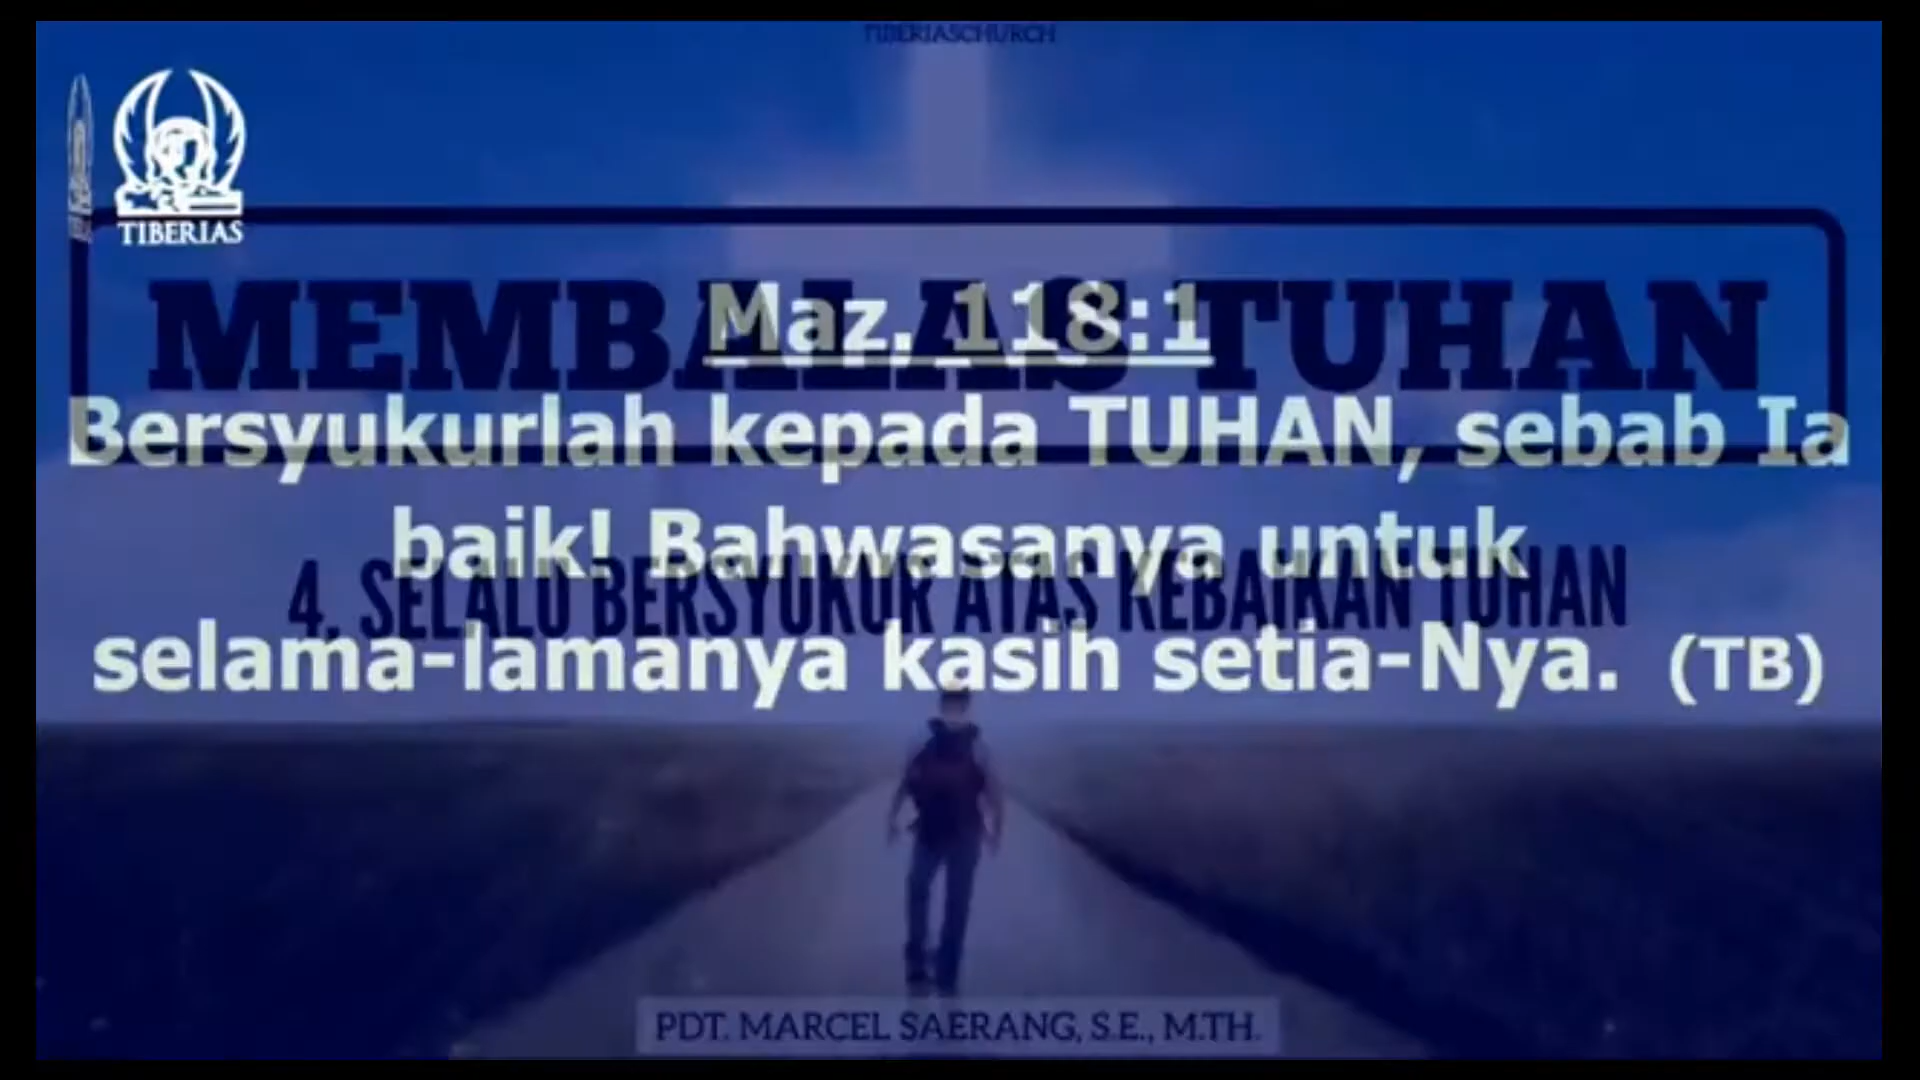 TIBERIASCHURCH
TIBERIAS
MEMBALAS TUHAN
Maz. 118:1
Bersyukurlah kepada TUHAN, sebab Ia
baik! Bahwasanya untuk
4. SELALU BERSYUKUR ATAS KEBAIKAN TUHAN
selama-lamanya kasih setia-Nya. (TB)
PDT. MARCEL SAERANG, S.E., M.TH.